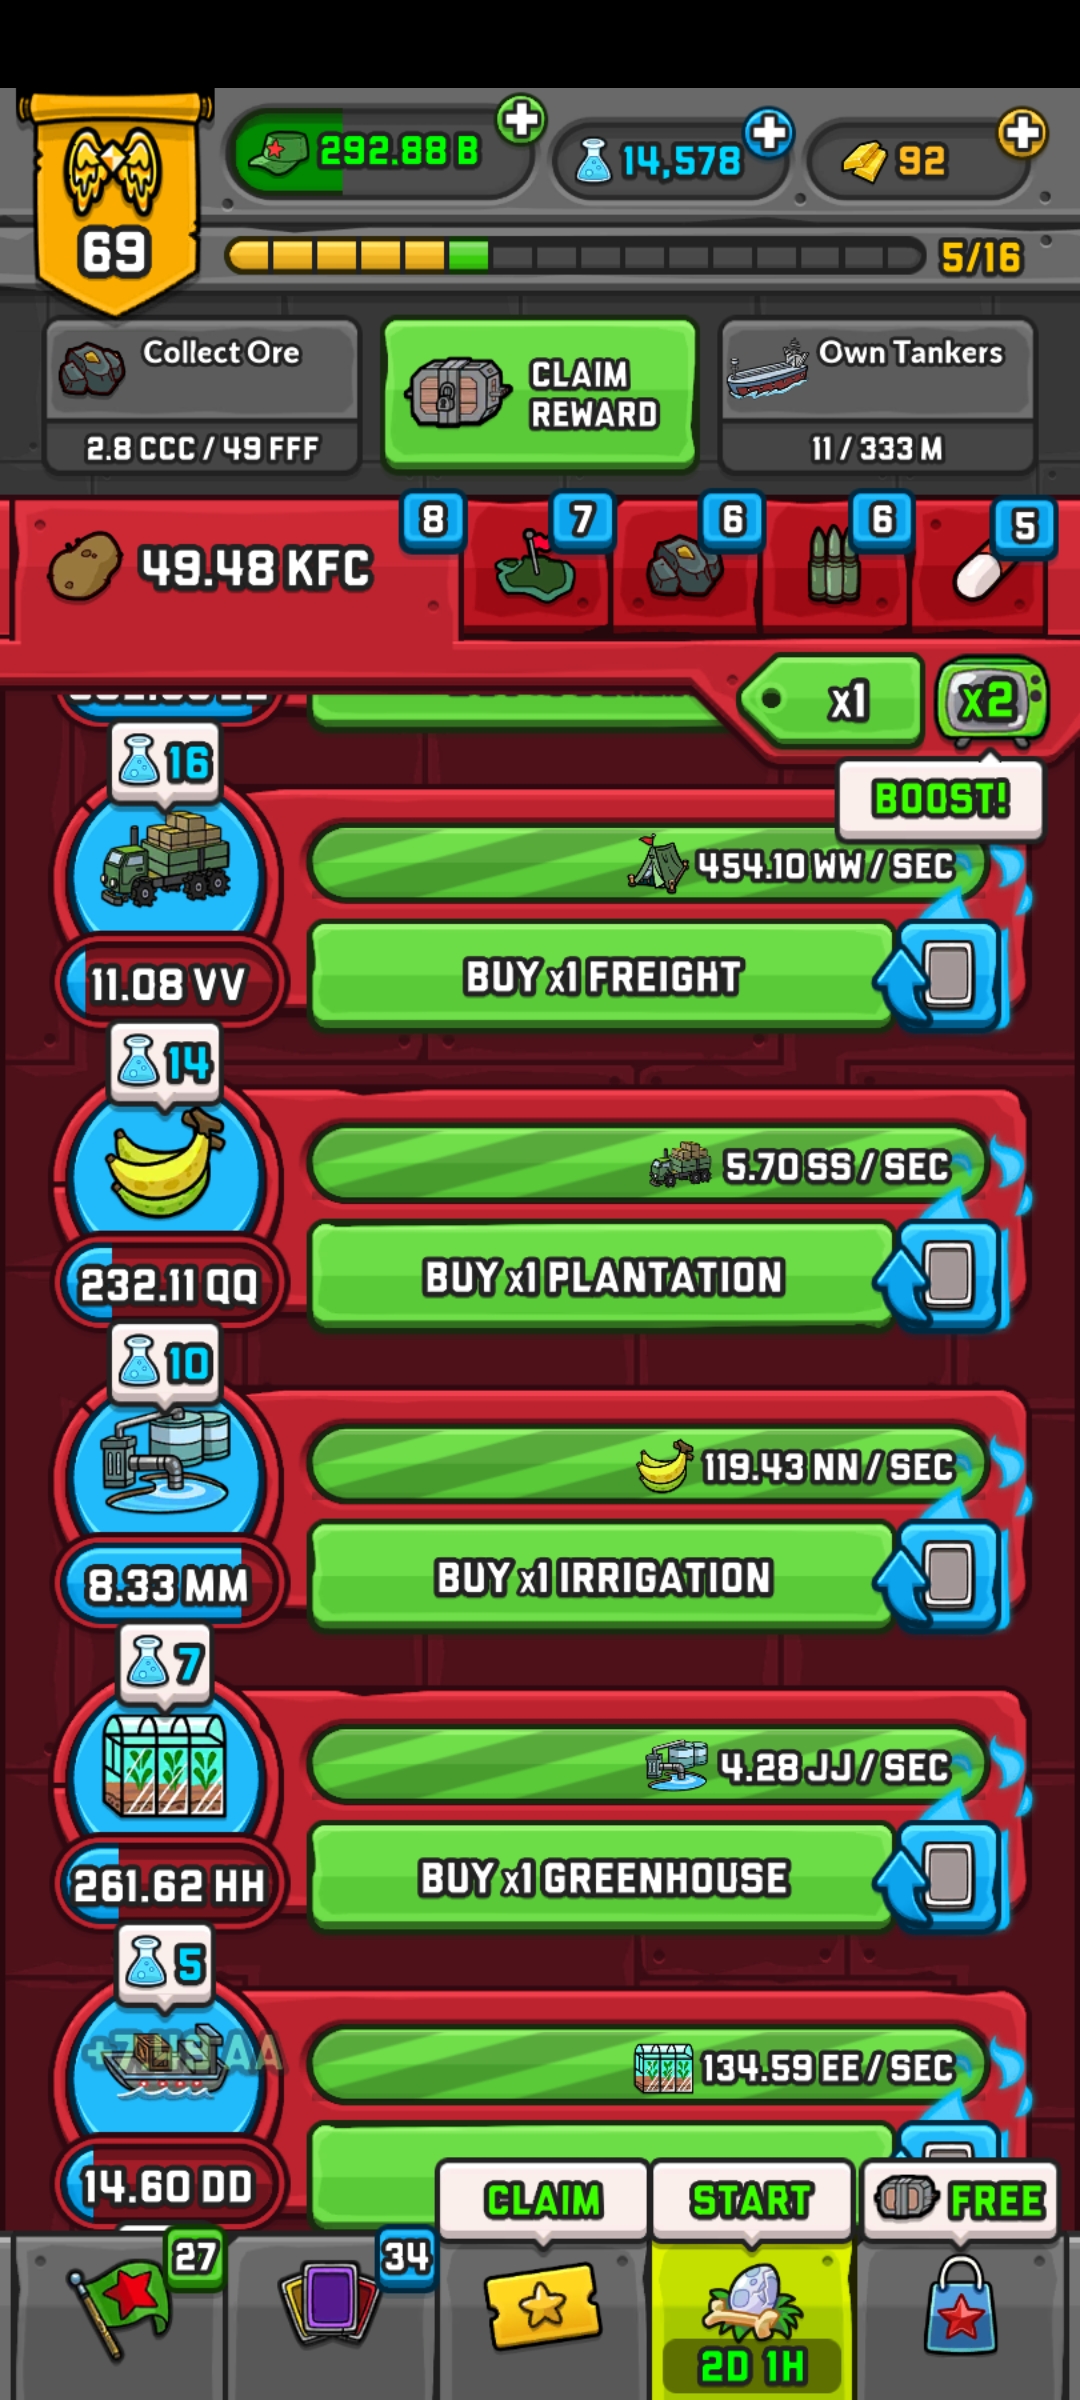 292.88 B
14,578
92
69
5/16
Collect Ore
2.8 CCC / 49 FFF
CLAIM
REWARD
Own Tankers
11 / 333 M
49.48 KFC
8
7
6
6
5
x1
x2
BOOST!
16
454.10 WW / SEC
11.08 VV
BUY x1 FREIGHT
14
5.70 SS / SEC
232.11 QQ
BUY x1 PLANTATION
10
119.43 NN / SEC
8.33 MM
BUY x1 IRRIGATION
7
4.28 JJ / SEC
261.62 HH
BUY x1 GREENHOUSE
5
134.59 EE / SEC
14.60 DD
CLAIM
START
FREE
27
34
2D 1H